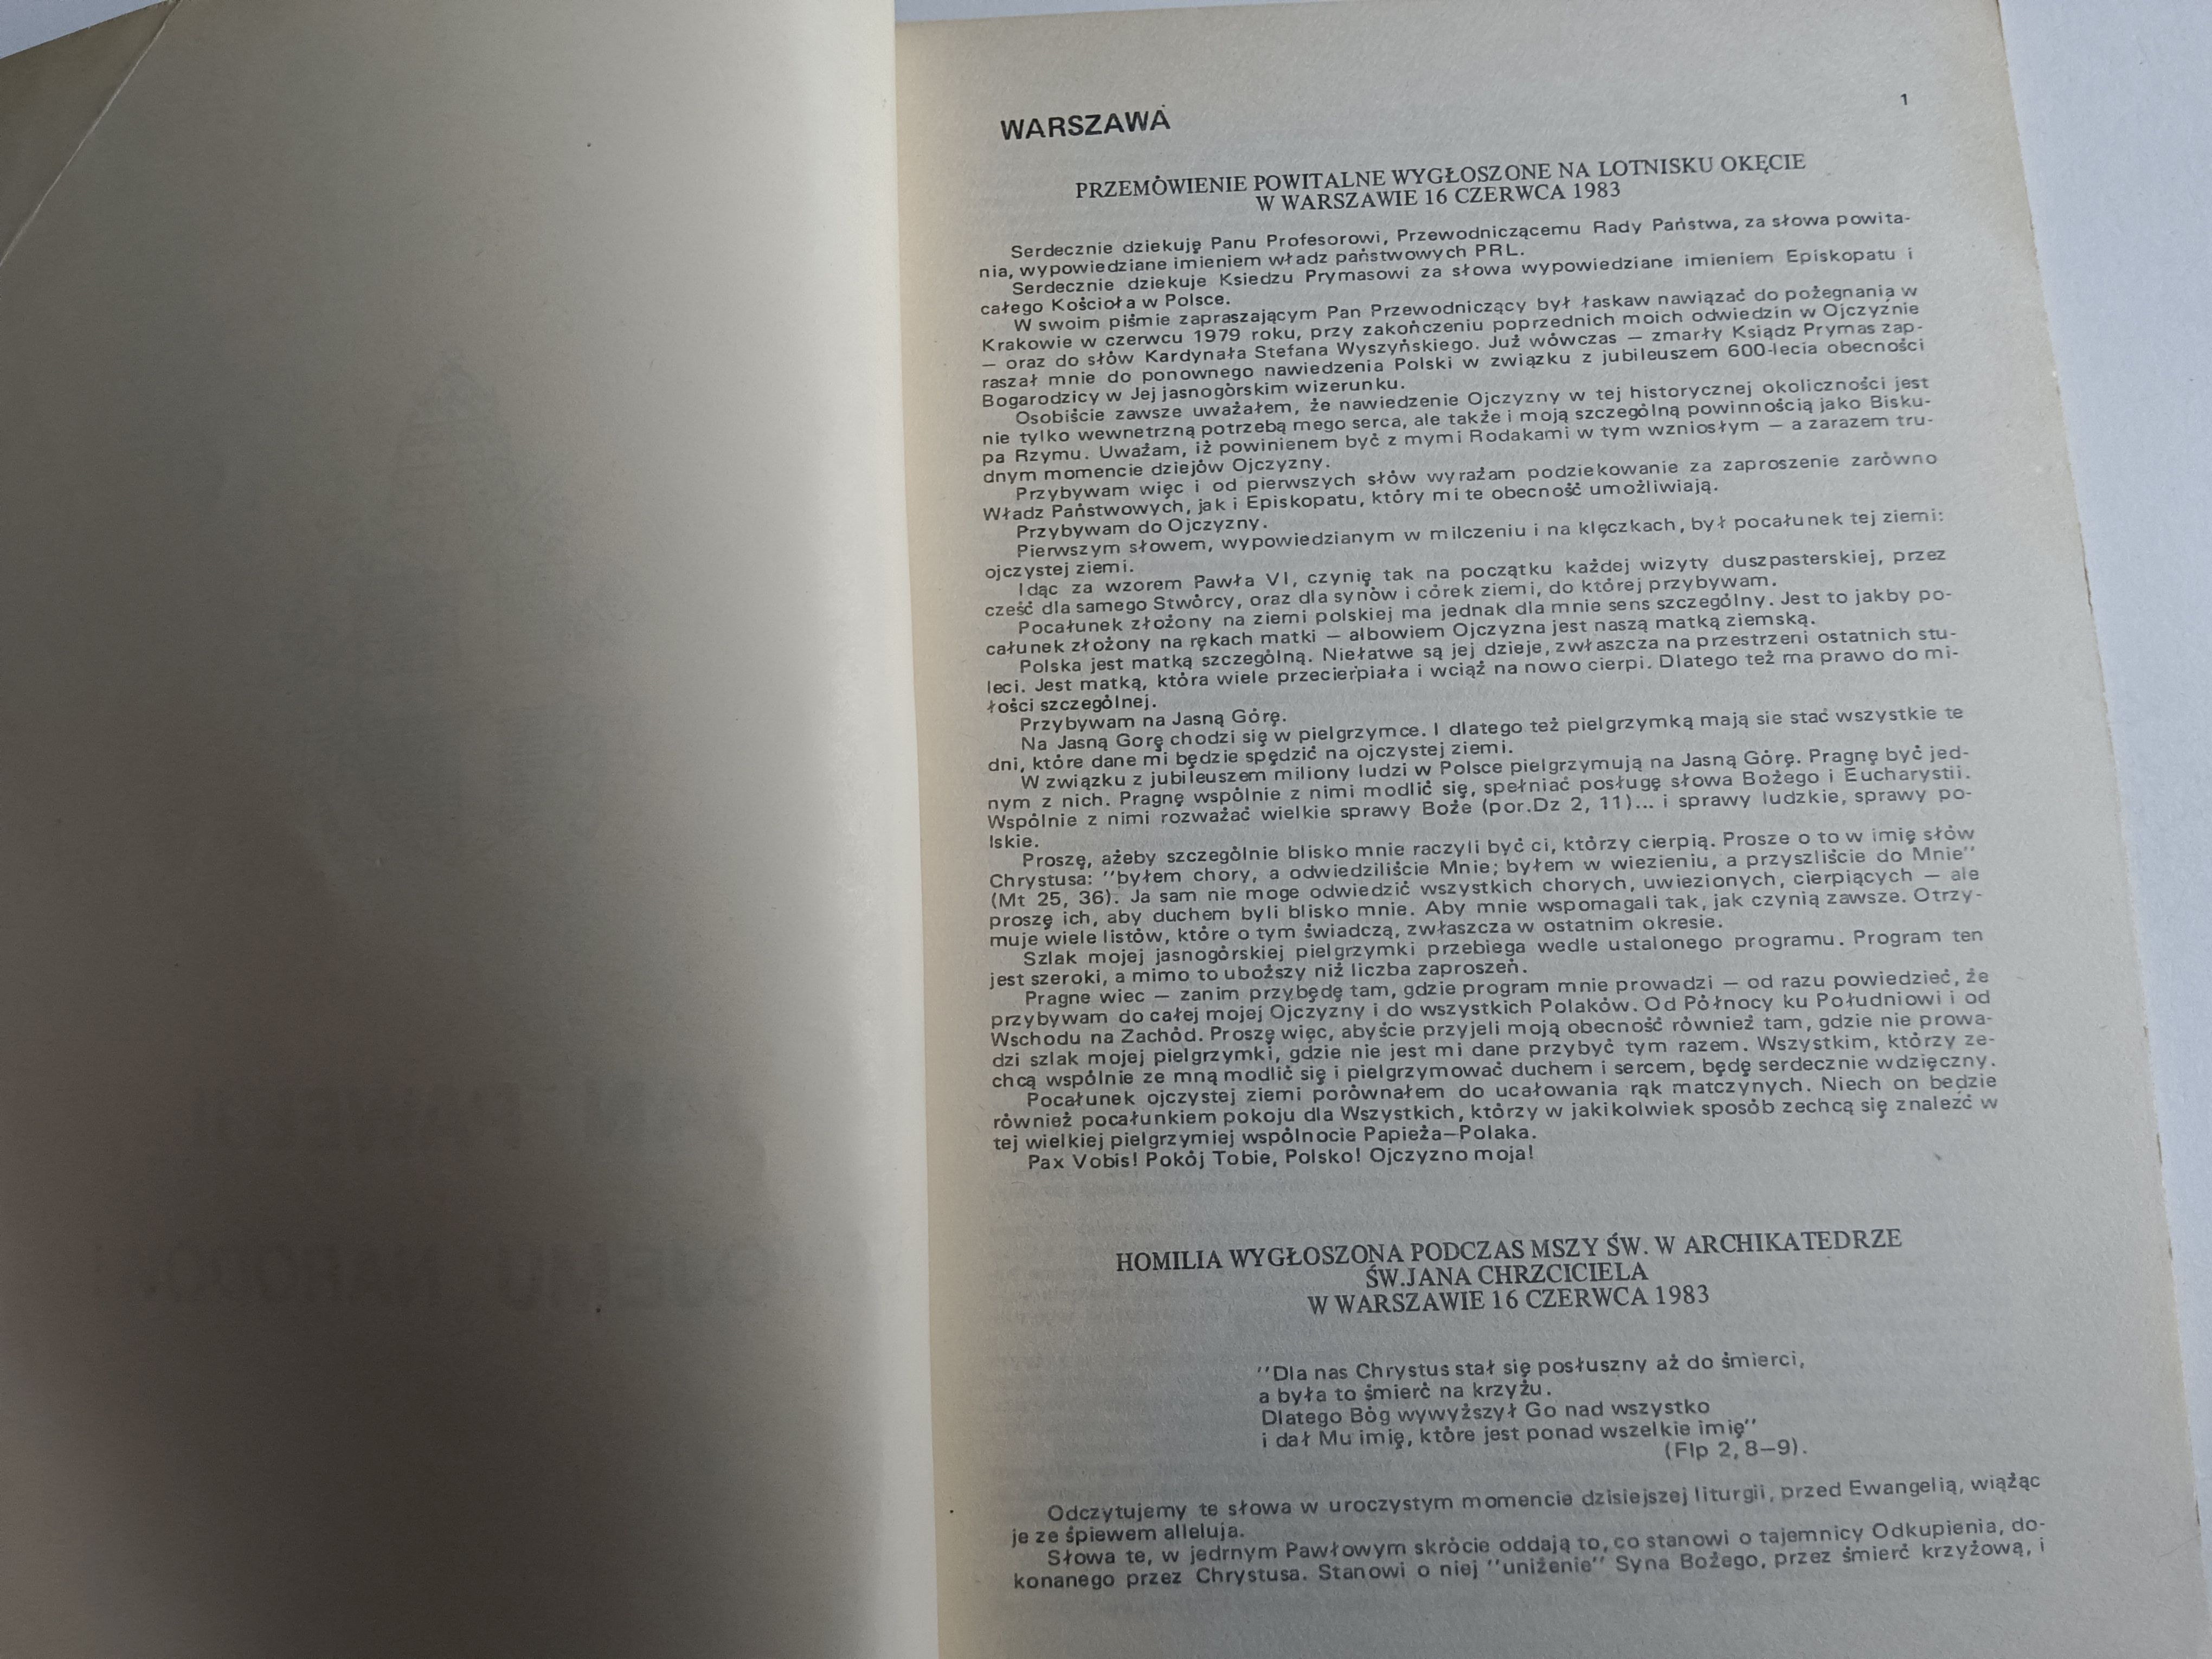 1
WARSZAWA
PRZEMÓWIENIE POWITALNE WYGŁOSZONE NA LOTNISKU OKĘCIE
W WARSZAWIE 16 CZERWCA 1983
Serdecznie dziekuję Panu Profesorowi, Przewodniczącemu Rady Państwa, za słowa powita-
nia, wypowiedziane imieniem władz państwowych PRL.
Serdecznie dziekuje Ksiedzu Prymasowi za słowa wypowiedziane imieniem Episkopatu i
całego Kościoła w Polsce.
W swoim piśmie zapraszającym Pan Przewodniczący był łaskaw nawiązać do pożegnania w
Krakowie w czerwcu 1979 roku, przy zakończeniu poprzednich moich odwiedzin w Ojczyźnie
— oraz do słów Kardynała Stefana Wyszyńskiego. Już wówczas — zmarły Ksiądz Prymas zap-
raszał mnie do ponownego nawiedzenia Polski w związku z jubileuszem 600-lecia obecności
Bogarodzicy w Jej jasnogórskim wizerunku.
Osobiście zawsze uważałem, że nawiedzenie Ojczyzny w tej historycznej okoliczności jest
nie tylko wewnetrzną potrzebą mego serca, ale także i moją szczególną powinnością jako Bisku-
pa Rzymu. Uważam, iż powinienem być z mymi Rodakami w tym wzniosłym — a zarazem tru-
dnym momencie dziejów Ojczyzny.
Przybywam więc i od pierwszych słów wyrażam podziekowanie za zaproszenie zarówno
Władz Państwowych, jak i Episkopatu, który mi te obecność umożliwiają.
Przybywam do Ojczyzny.
Pierwszym słowem, wypowiedzianym w milczeniu i na klęczkach, był pocałunek tej ziemi:
ojczystej ziemi.
Idąc za wzorem Pawła VI, czynię tak na początku każdej wizyty duszpasterskiej, przez
cześć dla samego Stwórcy, oraz dla synów i córek ziemi, do której przybywam.
Pocałunek złożony na ziemi polskiej ma jednak dla mnie sens szczególny. Jest to jakby po-
całunek złożony na rękach matki — albowiem Ojczyzna jest naszą matką ziemską.
Polska jest matką szczególną. Niełatwe są jej dzieje, zwłaszcza na przestrzeni ostatnich stu-
leci. Jest matką, która wiele przecierpiała i wciąż na nowo cierpi. Dlatego też ma prawo do mi-
łości szczególnej.
Przybywam na Jasną Górę.
Na Jasną Gorę chodzi się w pielgrzymce. I dlatego też pielgrzymką mają sie stać wszystkie te
dni, które dane mi będzie spędzić na ojczystej ziemi.
W związku z jubileuszem miliony ludzi w Polsce pielgrzymują na Jasną Górę. Pragnę być jed-
nym z nich. Pragnę wspólnie z nimi modlić się, spełniać posługę słowa Bożego i Eucharystii.
Wspólnie z nimi rozważać wielkie sprawy Boże (por.Dz 2, 11)... i sprawy ludzkie, sprawy po-
lskie.
Proszę, ażeby szczególnie blisko mnie raczyli być ci, którzy cierpią. Prosze o to w imię słów
Chrystusa: ''byłem chory, a odwiedziliście Mnie; byłem w wiezieniu, a przyszliście do Mnie''
(Mt 25, 36). Ja sam nie moge odwiedzić wszystkich chorych, uwiezionych, cierpiących — ale
proszę ich, aby duchem byli blisko mnie. Aby mnie wspomagali tak, jak czynią zawsze. Otrzy-
muje wiele listów, które o tym świadczą, zwłaszcza w ostatnim okresie.
Szlak mojej jasnogórskiej pielgrzymki przebiega wedle ustalonego programu. Program ten
jest szeroki, a mimo to uboższy niż liczba zaproszeń.
Pragne wiec — zanim przybędę tam, gdzie program mnie prowadzi — od razu powiedzieć, że
przybywam do całej mojej Ojczyzny i do wszystkich Polaków. Od Północy ku Południowi i od
Wschodu na Zachód. Proszę więc, abyście przyjeli moją obecność również tam, gdzie nie prowa-
dzi szlak mojej pielgrzymki, gdzie nie jest mi dane przybyć tym razem. Wszystkim, którzy ze-
chcą wspólnie ze mną modlić się i pielgrzymować duchem i sercem, będę serdecznie wdzięczny.
Pocałunek ojczystej ziemi porównałem do ucałowania rąk matczynych. Niech on bedzie
również pocałunkiem pokoju dla Wszystkich, którzy w jakikolwiek sposób zechcą się znaleźć w
tej wielkiej pielgrzymiej wspólnocie Papieża—Polaka.
Pax Vobis! Pokój Tobie, Polsko! Ojczyzno moja!
HOMILIA WYGŁOSZONA PODCZAS MSZY ŚW. W ARCHIKATEDRZE
ŚW.JANA CHRZCICIELA
W WARSZAWIE 16 CZERWCA 1983
''Dla nas Chrystus stał się posłuszny aż do śmierci,
a była to śmierć na krzyżu.
Dlatego Bóg wywyższył Go nad wszystko
i dał Mu imię, które jest ponad wszelkie imię''
(Flp 2, 8—9).
Odczytujemy te słowa w uroczystym momencie dzisiejszej liturgii, przed Ewangelią, wiążąc
je ze śpiewem alleluja.
Słowa te, w jedrnym Pawłowym skrócie oddają to, co stanowi o tajemnicy Odkupienia, do-
konanego przez Chrystusa. Stanowi o niej ''uniżenie'' Syna Bożego, przez śmierć krzyżową, i